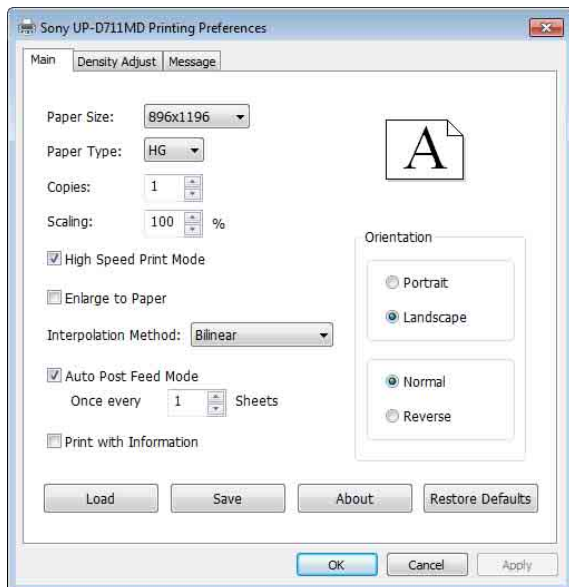 Sony UP-D711MD Printing Preferences
Main Density Adjust Message
Paper Size: 896x1196
A
Paper Type: HG
Copies: 1
Scaling: 100 %
Orientation
High Speed Print Mode
Portrait
Enlarge to Paper
Landscape
Interpolation Method: Bilinear
Auto Post Feed Mode
Normal
Once every 1 Sheets
Reverse
Print with Information
Load Save About Restore Defaults
OK Cancel Apply